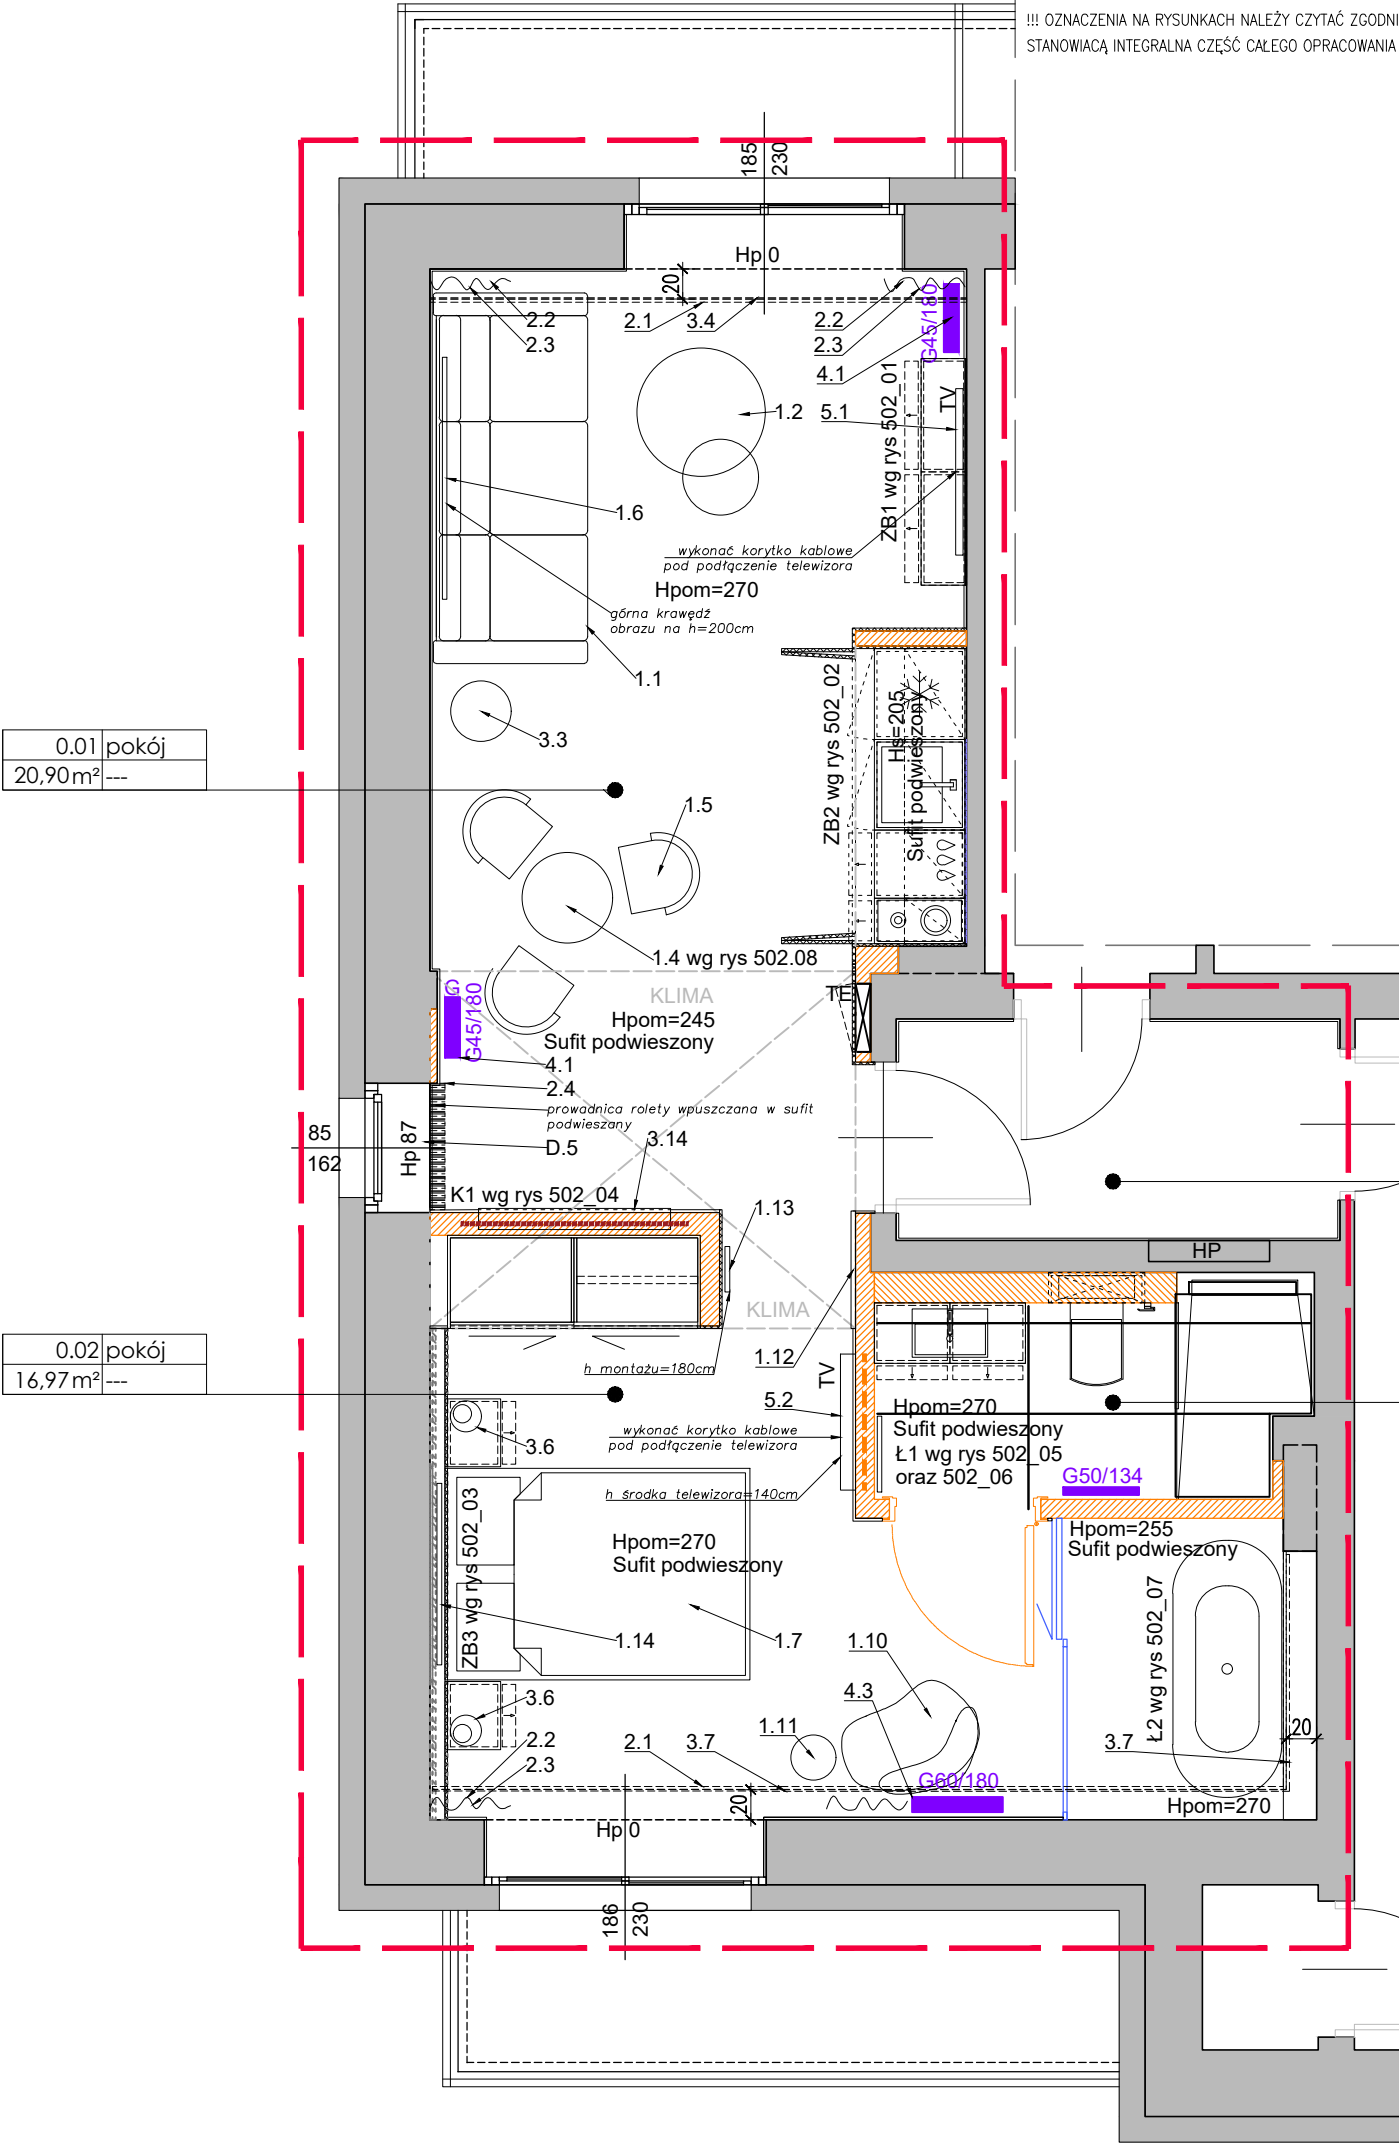 !!! OZNACZENIA NA RYSUNKACH NALEŻY CZYTAĆ ZGODNI
STANOWIACĄ INTEGRALNA CZĘŚĆ CAŁEGO OPRACOWANIA
185
230
Hp 0
20
2.2
2.3
2.1
3.4
2.2
2.3
4.1
G45/180
1.2
5.1
TV
ZB1 wg rys 502_01
1.6
wykonać korytko kablowe
pod podłączenie telewizora
Hpom=270
górna krawędź
obrazu na h=200cm
1.1
ZB2 wg rys 502_02
Hs=205
Sufit podwieszony
3.3
0.01 pokój
20,90m² ---
1.5
1.4 wg rys 502.08
KLIMA
Hpom=245
Sufit podwieszony
TE
G
G45/180
4.1
2.4
prowadnica rolety wpuszczana w sufit
podwieszany
D.5
3.14
85
162
Hp 87
K1 wg rys 502_04
1.13
HP
KLIMA
0.02 pokój
16,97m² ---
h montażu=180cm
1.12
TV
5.2
Hpom=270
Sufit podwieszony
Ł1 wg rys 502_05
oraz 502_06
G50/134
3.6
wykonać korytko kablowe
pod podłączenie telewizora
h środka telewizora=140cm
ZB3 wg rys 502_03
Hpom=270
Sufit podwieszony
Hpom=255
Sufit podwieszony
1.14
1.7
1.10
Ł2 wg rys 502_07
4.3
3.6
1.11
2.2
2.3
2.1
3.7
3.7
20
G60/180
20
Hpom=270
Hp 0
186
230